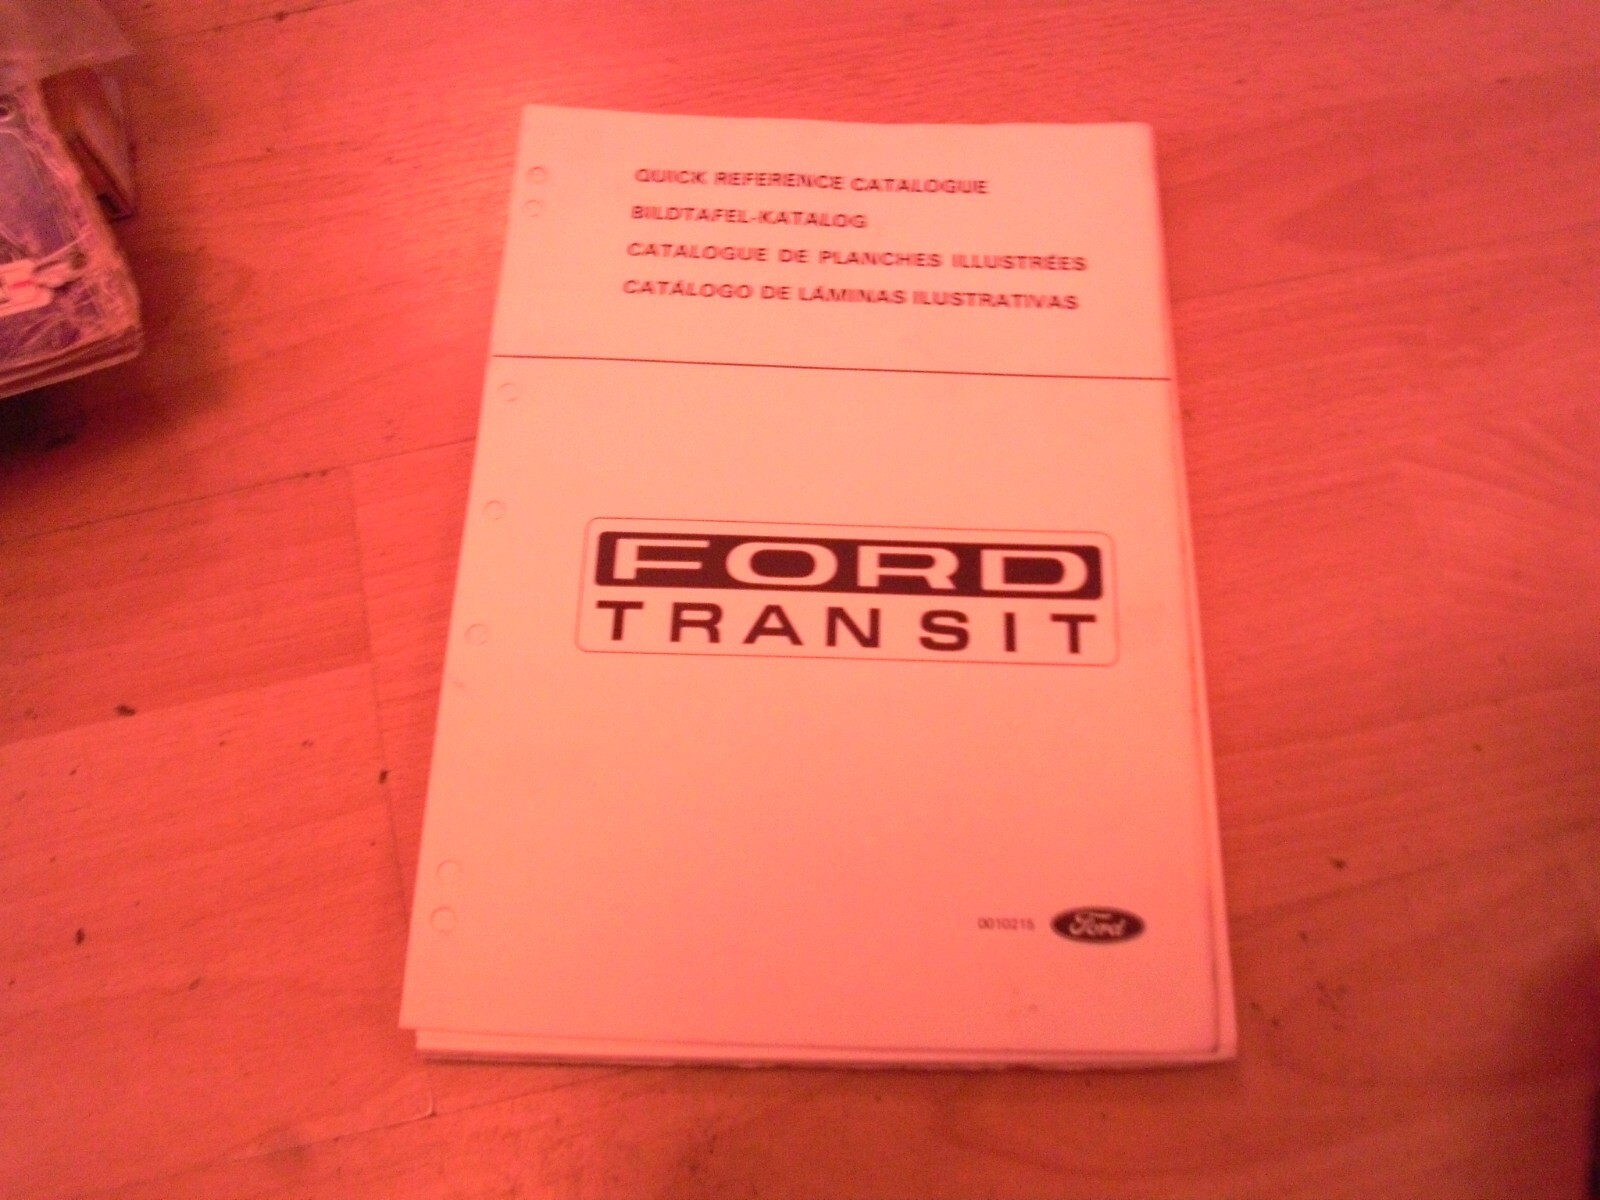 QUICK REFERENCE CATALOGUE
BILDTAFEL-KATALOG
CATALOGUE DE PLANCHES ILLUSTRÉES
CATÁLOGO DE LÁMINAS ILUSTRATIVAS
FORD
TRANSIT
0010215 Ford